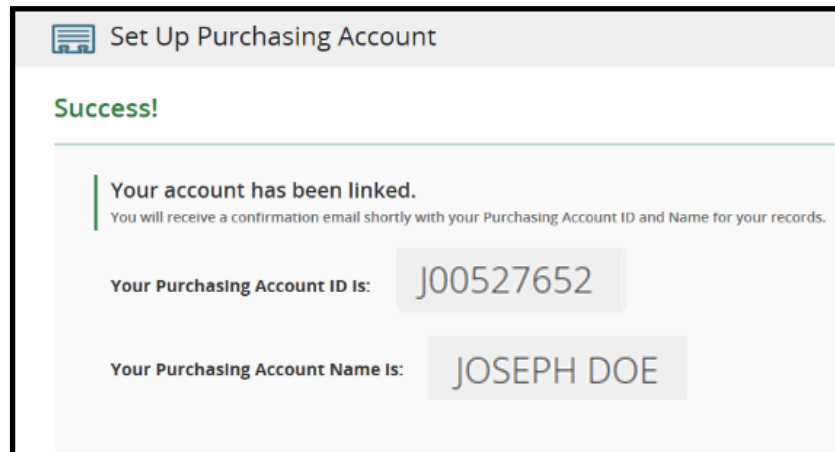 Set Up Purchasing Account
Success!
Your account has been linked.
You will receive a confirmation email shortly with your Purchasing Account ID and Name for your records.
Your Purchasing Account ID Is: J00527652
Your Purchasing Account Name Is: JOSEPH DOE